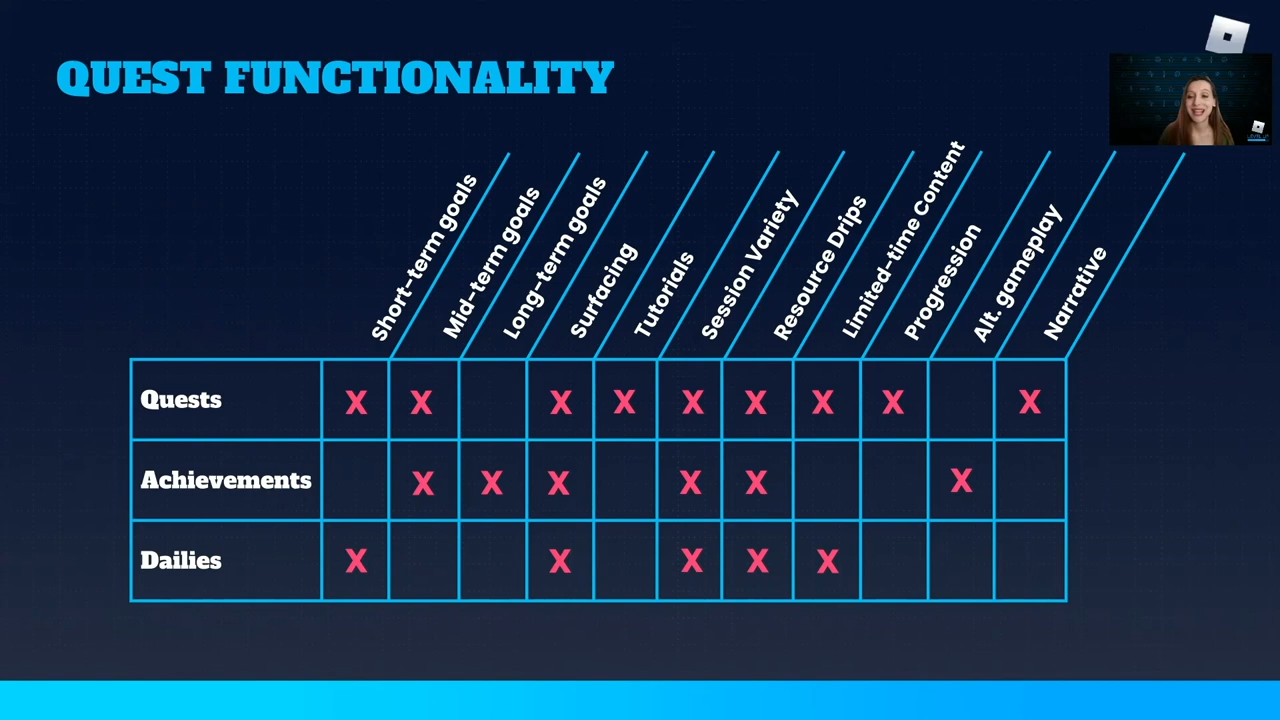 QUEST FUNCTIONALITY
Short-term goals
Mid-term goals
Long-term goals
Surfacing
Tutorials
Session Variety
Resource Drips
Limited-time Content
Progression
Alt. gameplay
Narrative
Quests X X X X X X X X X
Achievements X X X X X X
Dailies X X X X X